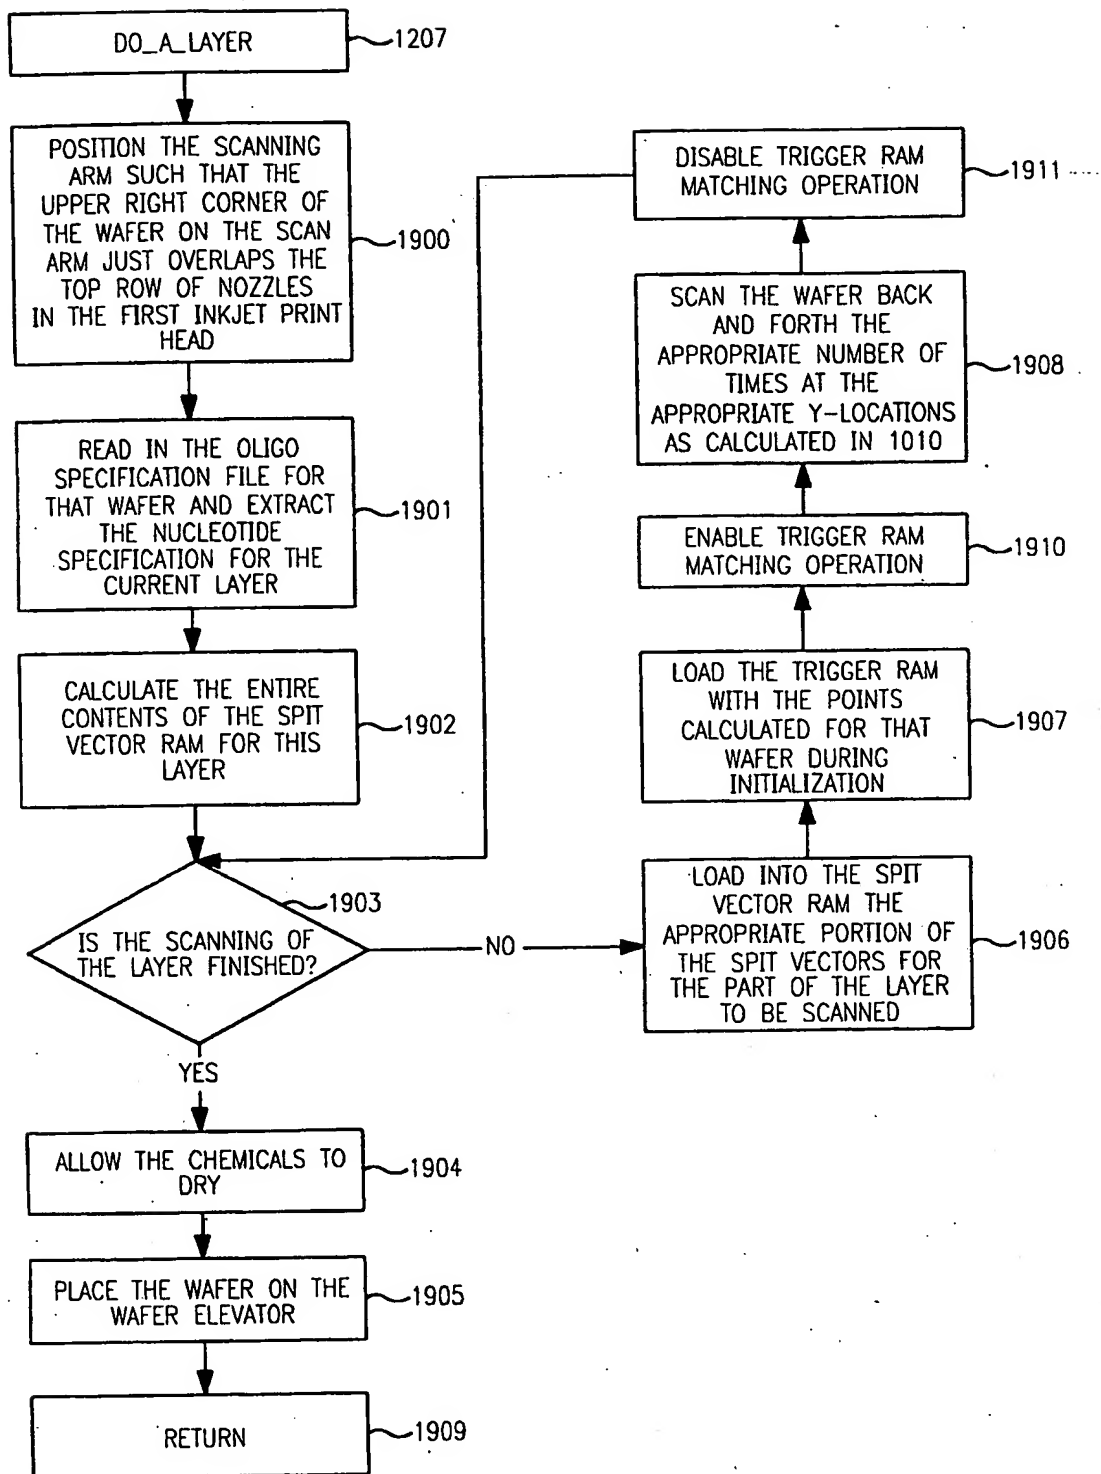 DO_A_LAYER
1207
POSITION THE SCANNING
ARM SUCH THAT THE
UPPER RIGHT CORNER OF
THE WAFER ON THE SCAN
ARM JUST OVERLAPS THE
TOP ROW OF NOZZLES
IN THE FIRST INKJET PRINT
HEAD
1900
READ IN THE OLIGO
SPECIFICATION FILE FOR
THAT WAFER AND EXTRACT
THE NUCLEOTIDE
SPECIFICATION FOR THE
CURRENT LAYER
1901
CALCULATE THE ENTIRE
CONTENTS OF THE SPIT
VECTOR RAM FOR THIS
LAYER
1902
IS THE SCANNING OF
THE LAYER FINISHED?
1903
NO
YES
ALLOW THE CHEMICALS TO
DRY
1904
PLACE THE WAFER ON THE
WAFER ELEVATOR
1905
RETURN
1909
DISABLE TRIGGER RAM
MATCHING OPERATION
1911
SCAN THE WAFER BACK
AND FORTH THE
APPROPRIATE NUMBER OF
TIMES AT THE
APPROPRIATE Y-LOCATIONS
AS CALCULATED IN 1010
1908
ENABLE TRIGGER RAM
MATCHING OPERATION
1910
LOAD THE TRIGGER RAM
WITH THE POINTS
CALCULATED FOR THAT
WAFER DURING
INITIALIZATION
1907
LOAD INTO THE SPIT
VECTOR RAM THE
APPROPRIATE PORTION OF
THE SPIT VECTORS FOR
THE PART OF THE LAYER
TO BE SCANNED
1906